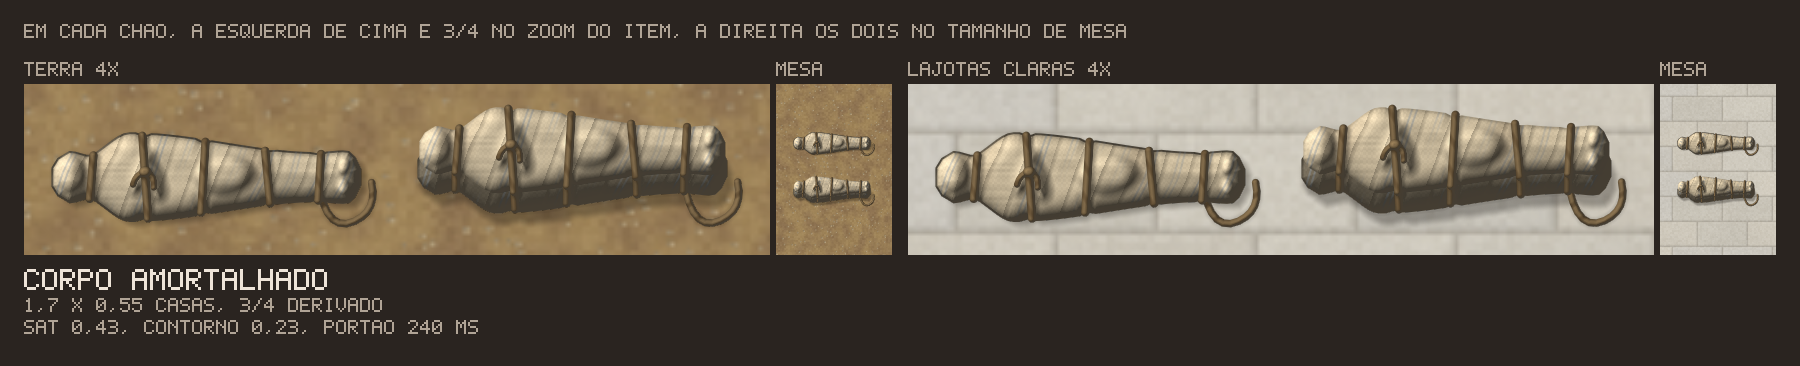 EM CADA CHAO, A ESQUERDA DE CIMA E 3/4 NO ZOOM DO ITEM, A DIREITA OS DOIS NO TAMANHO DE MESA
TERRA 4X
MESA
LAJOTAS CLARAS 4X
MESA
CORPO AMORTALHADO
1,7 X 0,55 CASAS, 3/4 DERIVADO
SAT 0,43, CONTORNO 0,23, PORTAO 240 MS